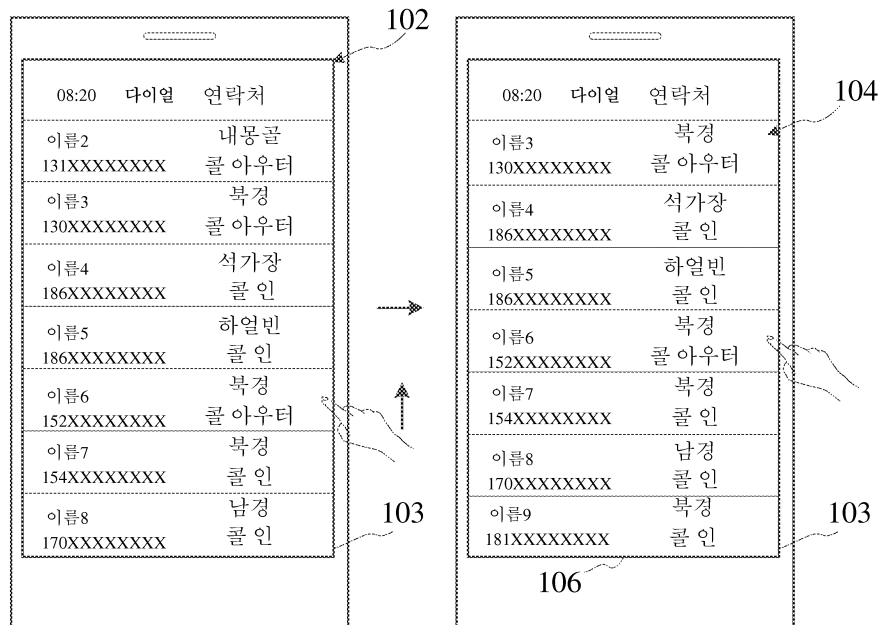 102
08:20 다이얼 연락처
이름2 내몽골
131XXXXXXXX 콜 아우터
이름3 북경
130XXXXXXXX 콜 아우터
이름4 석가장
186XXXXXXXX 콜 인
이름5 하얼빈
186XXXXXXXX 콜 인
이름6 북경
152XXXXXXXX 콜 아우터
이름7 북경
154XXXXXXXX 콜 인
이름8 남경
170XXXXXXXX 콜 인
103
104
08:20 다이얼 연락처
이름3 북경
130XXXXXXXX 콜 아우터
이름4 석가장
186XXXXXXXX 콜 인
이름5 하얼빈
186XXXXXXXX 콜 인
이름6 북경
152XXXXXXXX 콜 아우터
이름7 북경
154XXXXXXXX 콜 인
이름8 남경
170XXXXXXXX 콜 인
이름9 북경
181XXXXXXXX 콜 인
103
106